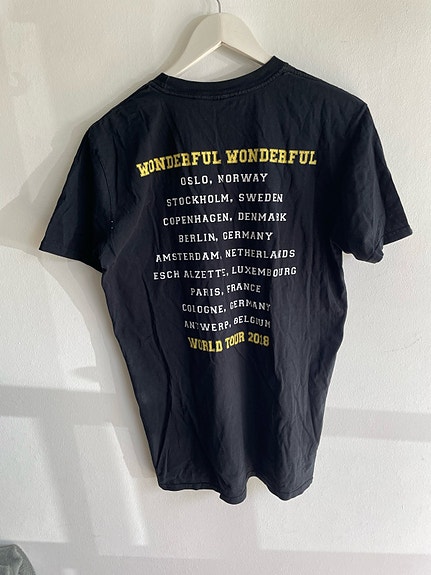 WONDERFUL WONDERFUL
OSLO, NORWAY
STOCKHOLM, SWEDEN
COPENHAGEN, DENMARK
BERLIN, GERMANY
AMSTERDAM, NETHERLANDS
ESCH ALZETTE, LUXEMBOURG
PARIS, FRANCE
COLOGNE, GERMANY
ANTWERP, BELGIUM
WORLD TOUR 2018